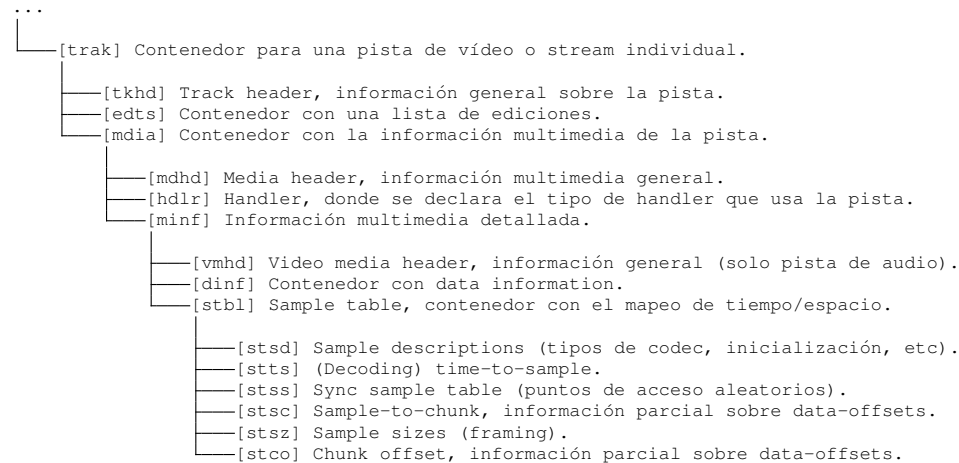 ...
[trak] Contenedor para una pista de vídeo o stream individual.
[tkhd] Track header, información general sobre la pista.
[edts] Contenedor con una lista de ediciones.
[mdia] Contenedor con la información multimedia de la pista.
[mdhd] Media header, información multimedia general.
[hdlr] Handler, donde se declara el tipo de handler que usa la pista.
[minf] Información multimedia detallada.
[vmhd] Video media header, información general (solo pista de audio).
[dinf] Contenedor con data information.
[stbl] Sample table, contenedor con el mapeo de tiempo/espacio.
[stsd] Sample descriptions (tipos de codec, inicialización, etc).
[stts] (Decoding) time-to-sample.
[stss] Sync sample table (puntos de acceso aleatorios).
[stsc] Sample-to-chunk, información parcial sobre data-offsets.
[stsz] Sample sizes (framing).
[stco] Chunk offset, información parcial sobre data-offsets.